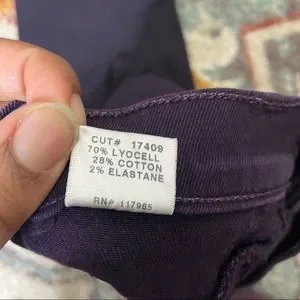 CUT# 17409
70% LYOCELL
28% COTTON
2% ELASTANE
RN# 117965